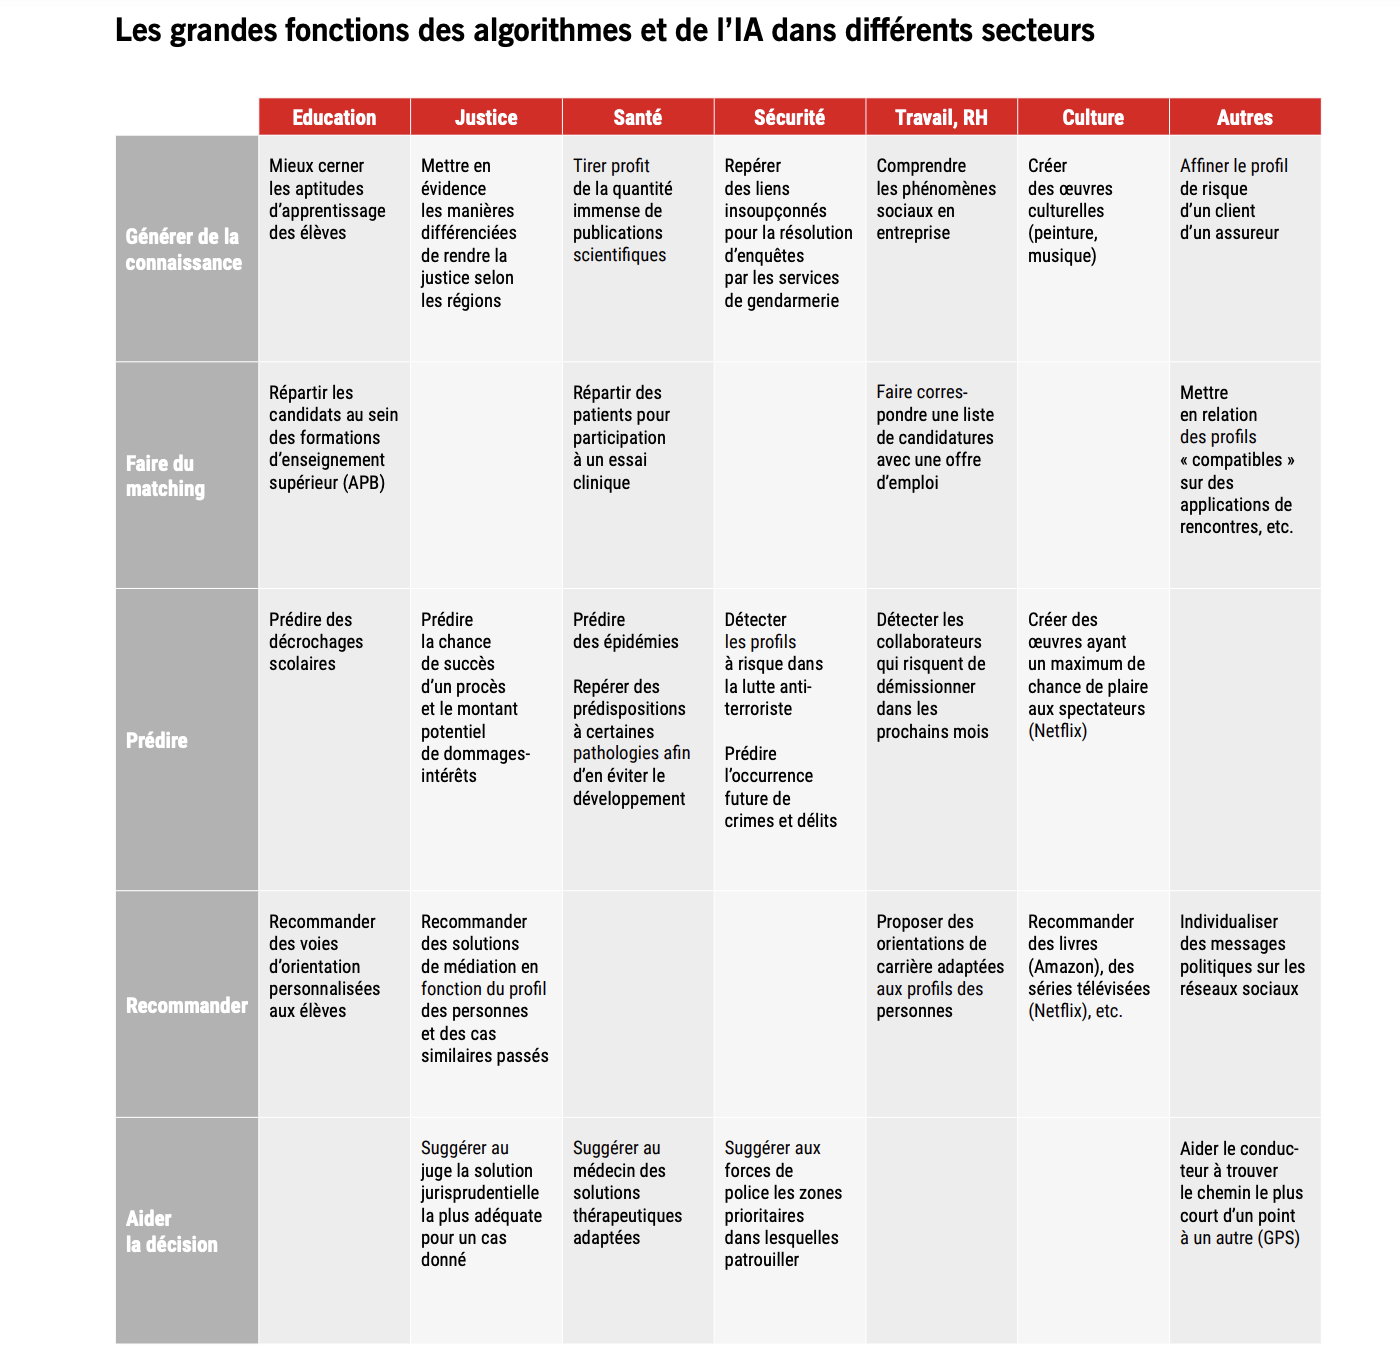 Les grandes fonctions des algorithmes et de l'IA dans différents secteurs
Education
Justice
Santé
Sécurité
Travail, RH
Culture
Autres
Générer de la
connaissance
Mieux cerner
les aptitudes
d'apprentissage
des élèves
Mettre en
évidence
les manières
différenciées
de rendre la
justice selon
les régions
Tirer profit
de la quantité
immense de
publications
scientifiques
Repérer
des liens
insoupçonnés
pour la résolution
d'enquêtes
par les services
de gendarmerie
Comprendre
les phénomènes
sociaux en
entreprise
Créer
des œuvres
culturelles
(peinture,
musique)
Affiner le profil
de risque
d'un client
d'un assureur
Faire du
matching
Répartir les
candidats au sein
des formations
d'enseignement
supérieur (APB)
Répartir des
patients pour
participation
à un essai
clinique
Faire corres-
pondre une liste
de candidatures
avec une offre
d'emploi
Mettre
en relation
des profils
« compatibles »
sur des
applications de
rencontres, etc.
Prédire
Prédire des
décrochages
scolaires
Prédire
la chance
de succès
d'un procès
et le montant
potentiel
de dommages-
intérêts
Prédire
des épidémies
Repérer des
prédispositions
à certaines
pathologies afin
d'en éviter le
développement
Détecter
les profils
à risque dans
la lutte anti-
terroriste
Prédire
l'occurrence
future de
crimes et délits
Détecter les
collaborateurs
qui risquent de
démissionner
dans les
prochains mois
Créer des
œuvres ayant
un maximum de
chance de plaire
aux spectateurs
(Netflix)
Recommander
Recommander
des voies
d'orientation
personnalisées
aux élèves
Recommander
des solutions
de médiation en
fonction du profil
des personnes
et des cas
similaires passés
Proposer des
orientations de
carrière adaptées
aux profils des
personnes
Recommander
des livres
(Amazon), des
séries télévisées
(Netflix), etc.
Individualiser
des messages
politiques sur les
réseaux sociaux
Aider
la décision
Suggérer au
juge la solution
jurisprudentielle
la plus adéquate
pour un cas
donné
Suggérer au
médecin des
solutions
thérapeutiques
adaptées
Suggérer aux
forces de
police les zones
prioritaires
dans lesquelles
patrouiller
Aider le conduc-
teur à trouver
le chemin le plus
court d'un point
à un autre (GPS)